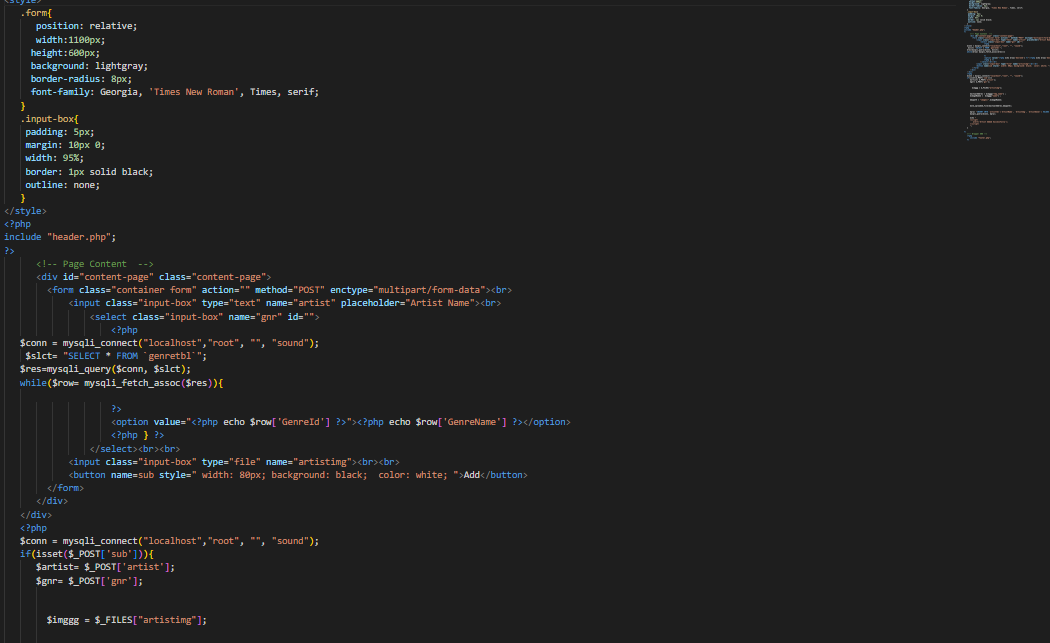 <style>
.form{
position: relative;
width:1100px;
height:600px;
background: lightgray;
border-radius: 8px;
font-family: Georgia, 'Times New Roman', Times, serif;
}
.input-box{
padding: 5px;
margin: 10px 0;
width: 95%;
border: 1px solid black;
outline: none;
}
</style>
<?php
include "header.php";
?>
<!-- Page Content  -->
<div id="content-page" class="content-page">
<form class="container form" action="" method="POST" enctype="multipart/form-data"><br>
<input class="input-box" type="text" name="artist" placeholder="Artist Name"><br>
<select class="input-box" name="gnr" id="">
<?php
$conn = mysqli_connect("localhost","root", "", "sound");
$slct= "SELECT * FROM `genretbl`";
$res=mysqli_query($conn, $slct);
while($row= mysqli_fetch_assoc($res)){
?>
<option value="<?php echo $row['GenreId'] ?>"><?php echo $row['GenreName'] ?></option>
<?php } ?>
</select><br><br>
<input class="input-box" type="file" name="artistimg"><br><br>
<button name=sub style=" width: 80px; background: black;  color: white; ">Add</button>
</form>
</div>
</div>
<?php
$conn = mysqli_connect("localhost","root", "", "sound");
if(isset($_POST['sub'])){
$artist= $_POST['artist'];
$gnr= $_POST['gnr'];
$imggg = $_FILES["artistimg"];